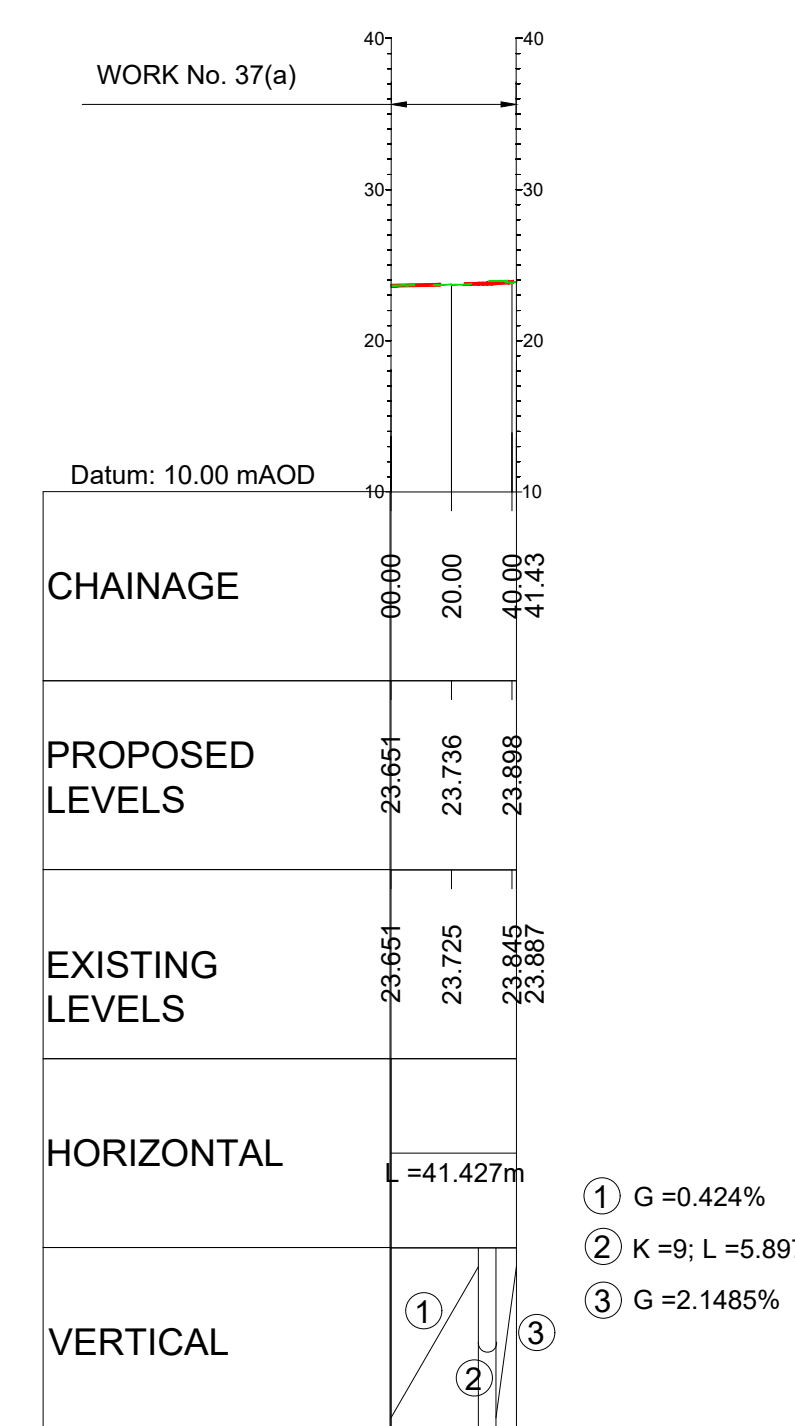 WORK No. 37(a)
40 40
30 30
20 20
Datum: 10.00 mAOD
10 10
CHAINAGE
00.00 20.00 40.00 41.43
PROPOSED
LEVELS
23.651 23.736 23.898
EXISTING
LEVELS
23.651 23.725 23.845 23.887
HORIZONTAL
L =41.427m
VERTICAL
1 2 3
1 G =0.424%
2 K =9; L =5.897
3 G =2.1485%